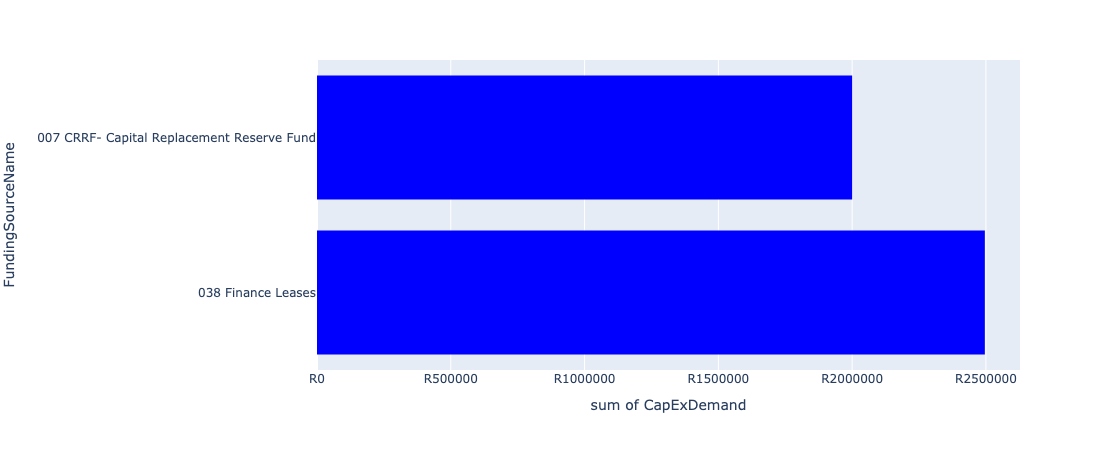 FundingSourceName
007 CRRF- Capital Replacement Reserve Fund
038 Finance Leases
R0
R500000
R1000000
R1500000
R2000000
R2500000
sum of CapExDemand